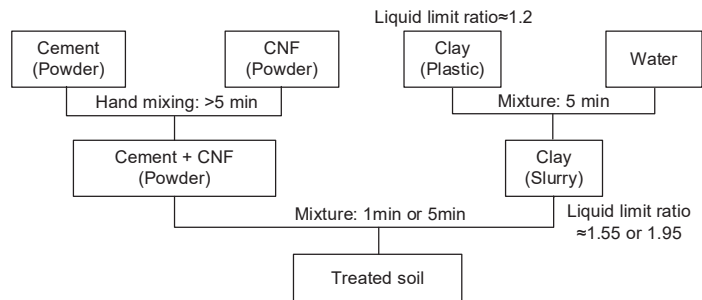 Liquid limit ratio≈1.2
Cement
(Powder)
CNF
(Powder)
Clay
(Plastic)
Water
Hand mixing: >5 min
Mixture: 5 min
Cement + CNF
(Powder)
Clay
(Slurry)
Mixture: 1min or 5min
Liquid limit ratio
≈1.55 or 1.95
Treated soil